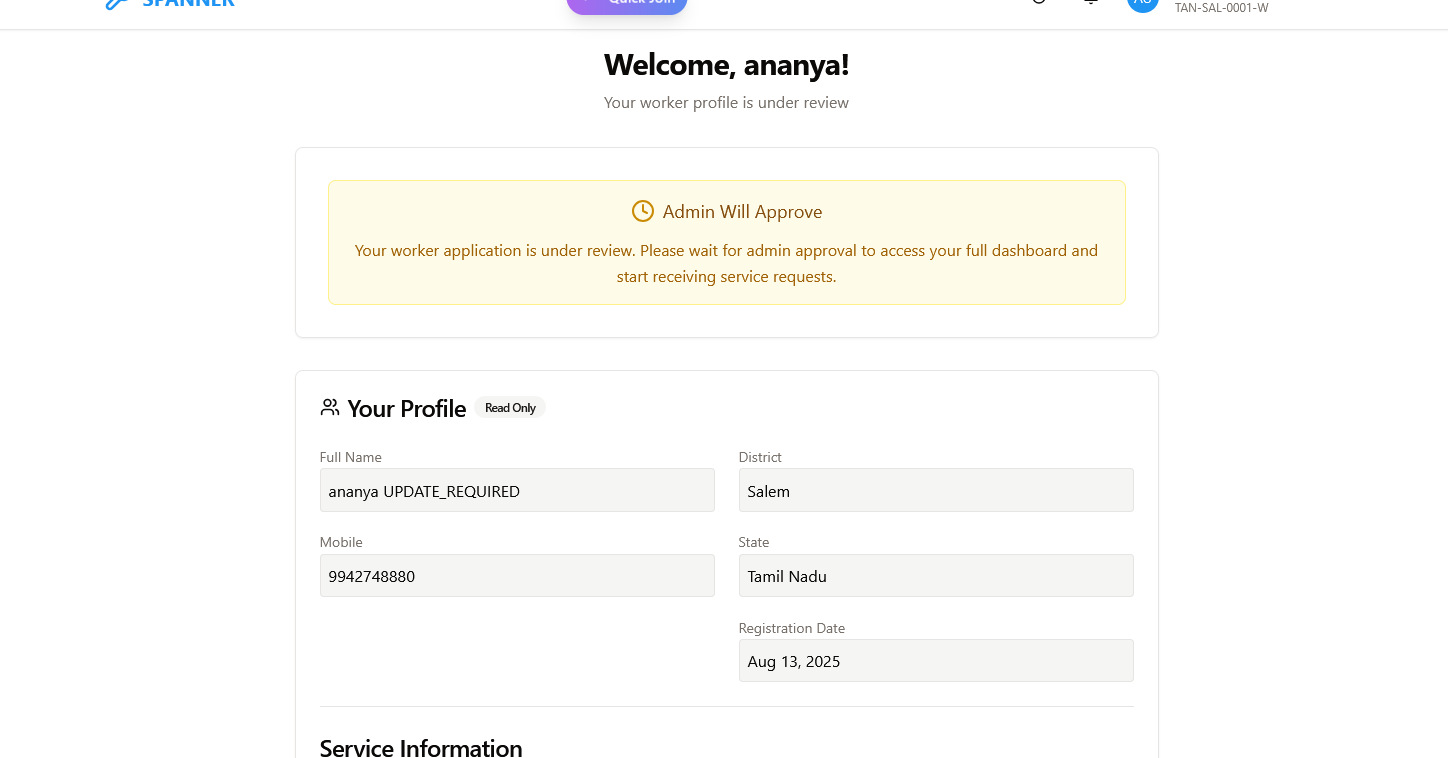 SPANNER
Quick Join
TAN-SAL-0001-W
Welcome, ananya!
Your worker profile is under review
Admin Will Approve
Your worker application is under review. Please wait for admin approval to access your full dashboard and
start receiving service requests.
Your Profile Read Only
Full Name
ananya UPDATE_REQUIRED
District
Salem
Mobile
9942748880
State
Tamil Nadu
Registration Date
Aug 13, 2025
Service Information